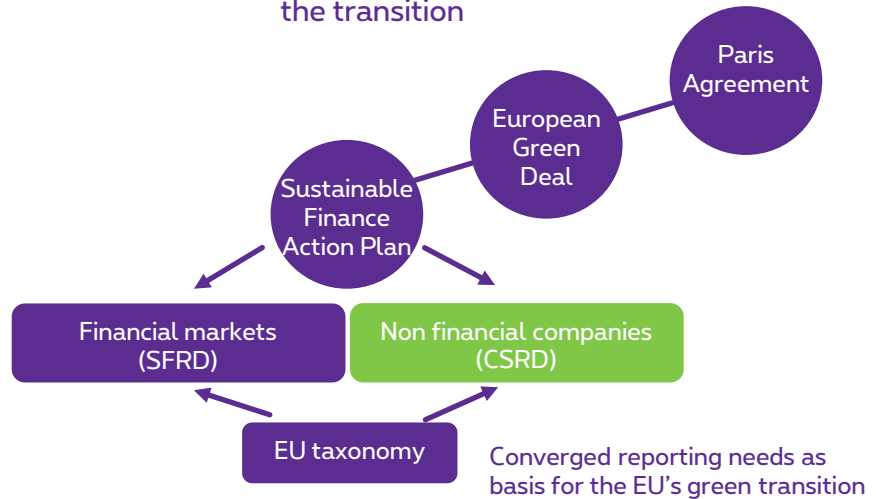 the transition
Paris
Agreement
European
Green
Deal
Sustainable
Finance
Action Plan
Financial markets
(SFRD)
Non financial companies
(CSRD)
EU taxonomy
Converged reporting needs as
basis for the EU's green transition